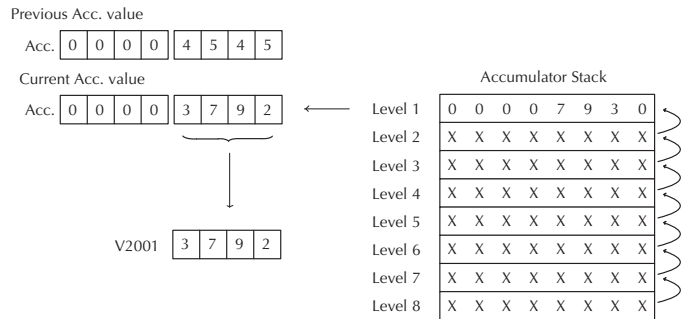 Previous Acc. value
Acc. 0 0 0 0 4 5 4 5
Current Acc. value
Acc. 0 0 0 0 3 7 9 2
V2001 3 7 9 2
Accumulator Stack
Level 1 0 0 0 0 7 9 3 0
Level 2 X X X X X X X X
Level 3 X X X X X X X X
Level 4 X X X X X X X X
Level 5 X X X X X X X X
Level 6 X X X X X X X X
Level 7 X X X X X X X X
Level 8 X X X X X X X X